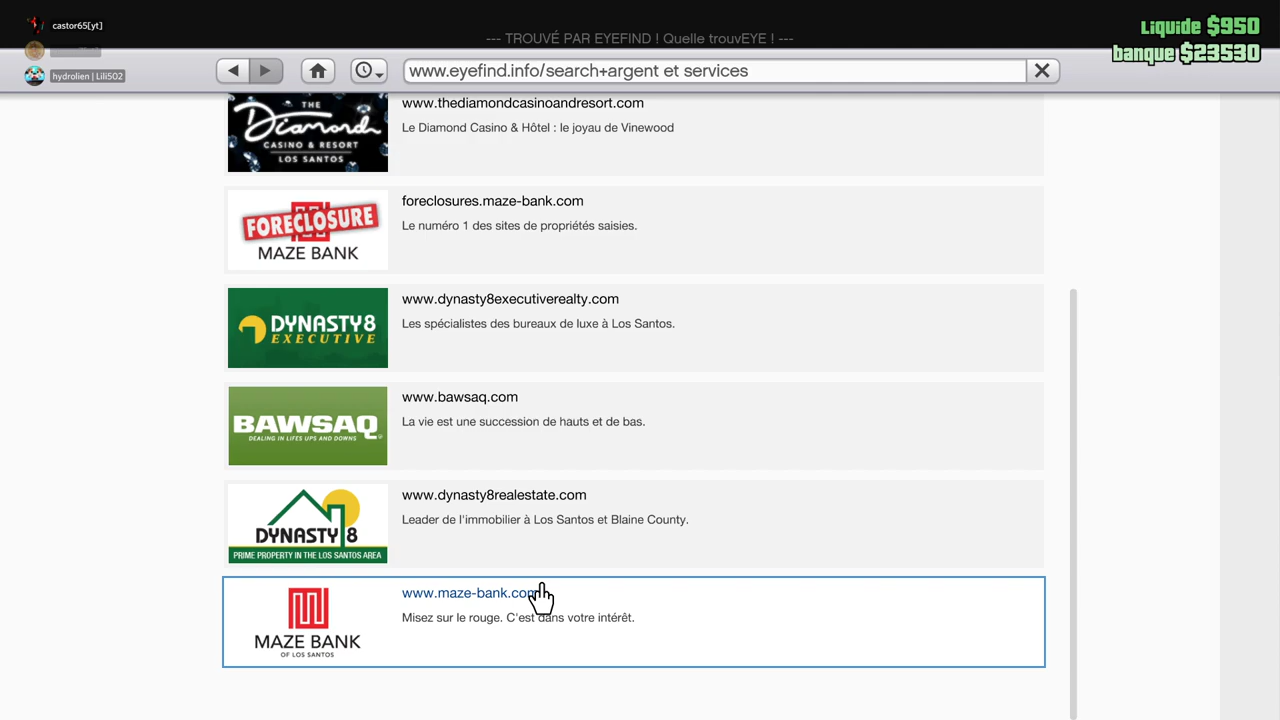 castor65[yt]
hydrolien | Lili502
--- TROUVÉ PAR EYEFIND ! Quelle trouvEYE ! ---
Liquide $950
banque $23530
www.eyefind.info/search+argent et services
THE
Diamond
CASINO & RESORT
LOS SANTOS
www.thediamondcasinoandresort.com
Le Diamond Casino & Hôtel : le joyau de Vinewood
FORECLOSURE
MAZE BANK
foreclosures.maze-bank.com
Le numéro 1 des sites de propriétés saisies.
DYNASTY8
EXECUTIVE
www.dynasty8executiverealty.com
Les spécialistes des bureaux de luxe à Los Santos.
BAWSAQ
DEALING IN LIFES UPS AND DOWNS
www.bawsaq.com
La vie est une succession de hauts et de bas.
DYNASTY 8
PRIME PROPERTY IN THE LOS SANTOS AREA
www.dynasty8realestate.com
Leader de l'immobilier à Los Santos et Blaine County.
MAZE BANK
OF LOS SANTOS
www.maze-bank.com
Misez sur le rouge. C'est dans votre intérêt.